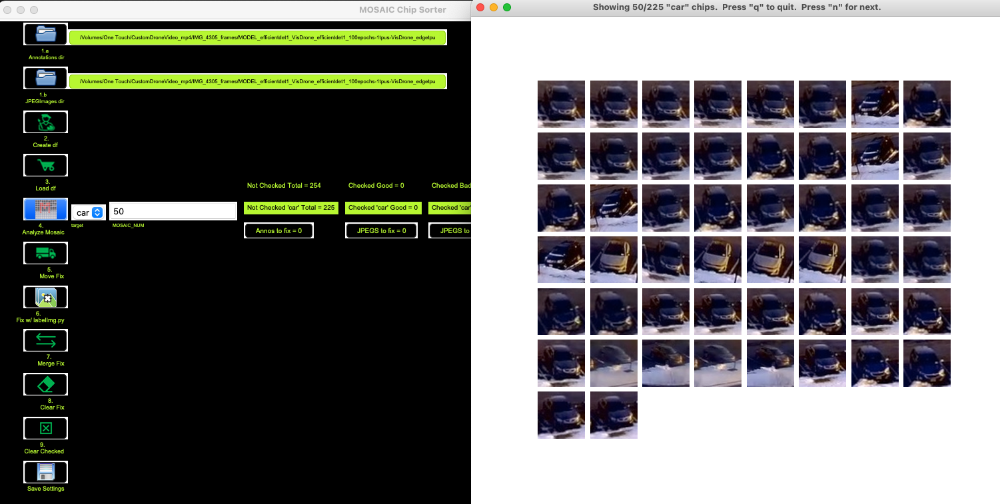 MOSAIC Chip Sorter
Showing 50/225 "car" chips.  Press "q" to quit.  Press "n" for next.
/Volumes/One Touch/CustomDroneVideo_mp4/IMG_4305_frames/MODEL_efficientdet1_VisDrone_efficientdet1_100epochs-1tpus-VisDrone_edgetpu
1.a
Annotations dir
/Volumes/One Touch/CustomDroneVideo_mp4/IMG_4305_frames/MODEL_efficientdet1_VisDrone_efficientdet1_100epochs-1tpus-VisDrone_edgetpu
1.b
JPEGImages dir
2.
Create df
3.
Load df
Not Checked Total = 254
Checked Good = 0
Checked Bad
car
50
Not Checked 'car' Total = 225
Checked 'car' Good = 0
Checked 'car'
target
MOSAIC_NUM
4.
Analyze Mosaic
Annos to fix = 0
JPEGS to fix = 0
JPEGS to
5.
Move Fix
6.
Fix w/ labelImg.py
7.
Merge Fix
8.
Clear Fix
9.
Clear Checked
Save Settings